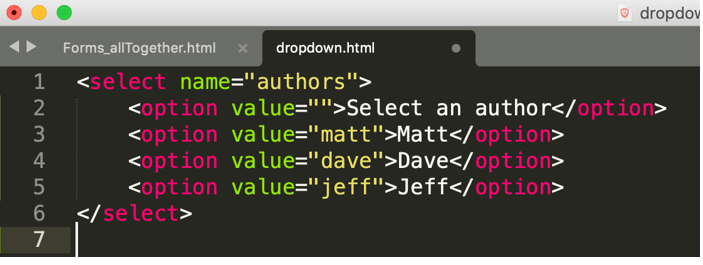 dropdow
Forms_allTogether.html × dropdown.html
1 <select name="authors">
2     <option value="">Select an author</option>
3     <option value="matt">Matt</option>
4     <option value="dave">Dave</option>
5     <option value="jeff">Jeff</option>
6 </select>
7